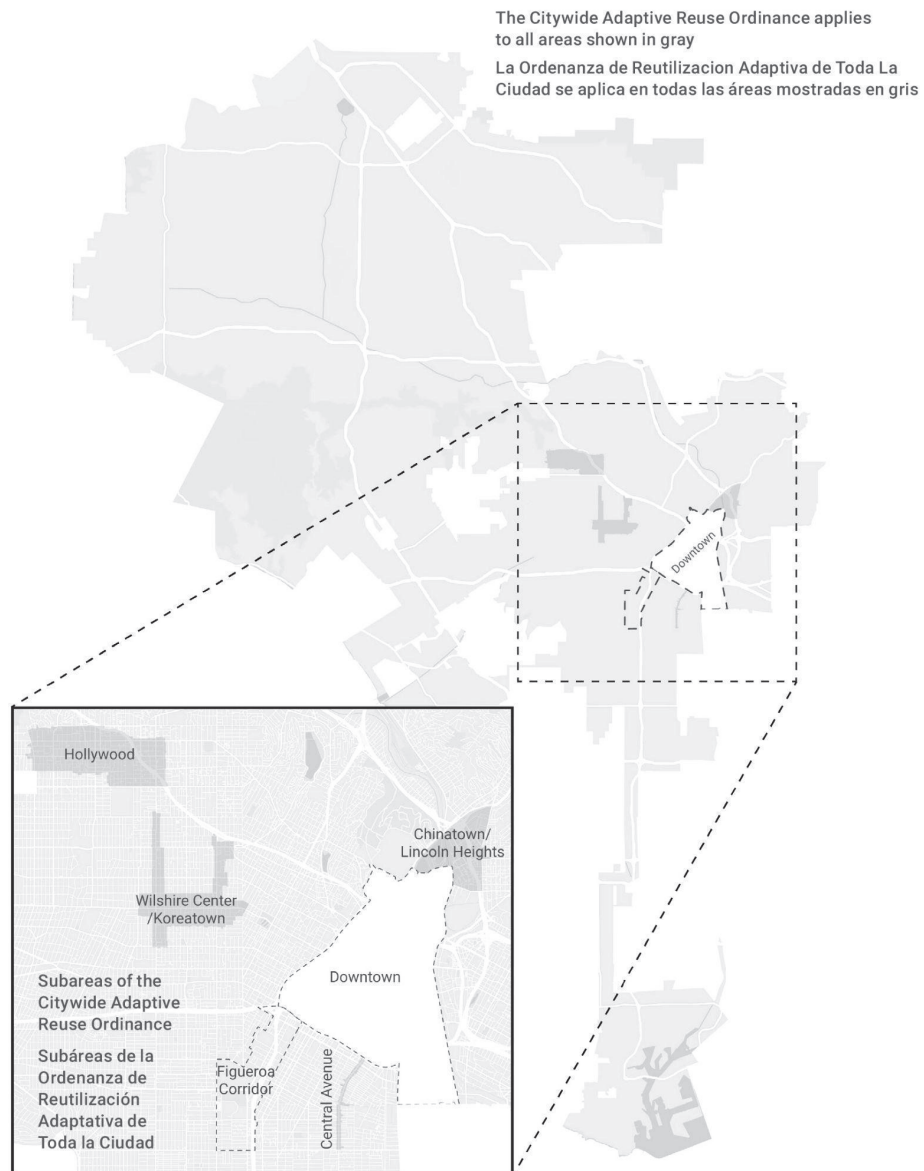 The Citywide Adaptive Reuse Ordinance applies
to all areas shown in gray
La Ordenanza de Reutilizacion Adaptiva de Toda La
Ciudad se aplica en todas las áreas mostradas en gris
Downtown
Hollywood
Chinatown/
Lincoln Heights
Wilshire Center
/Koreatown
Downtown
Subareas of the
Citywide Adaptive
Reuse Ordinance
Subáreas de la
Ordenanza de
Reutilización
Adaptativa de
Toda la Ciudad
Figueroa
Corridor
Central Avenue